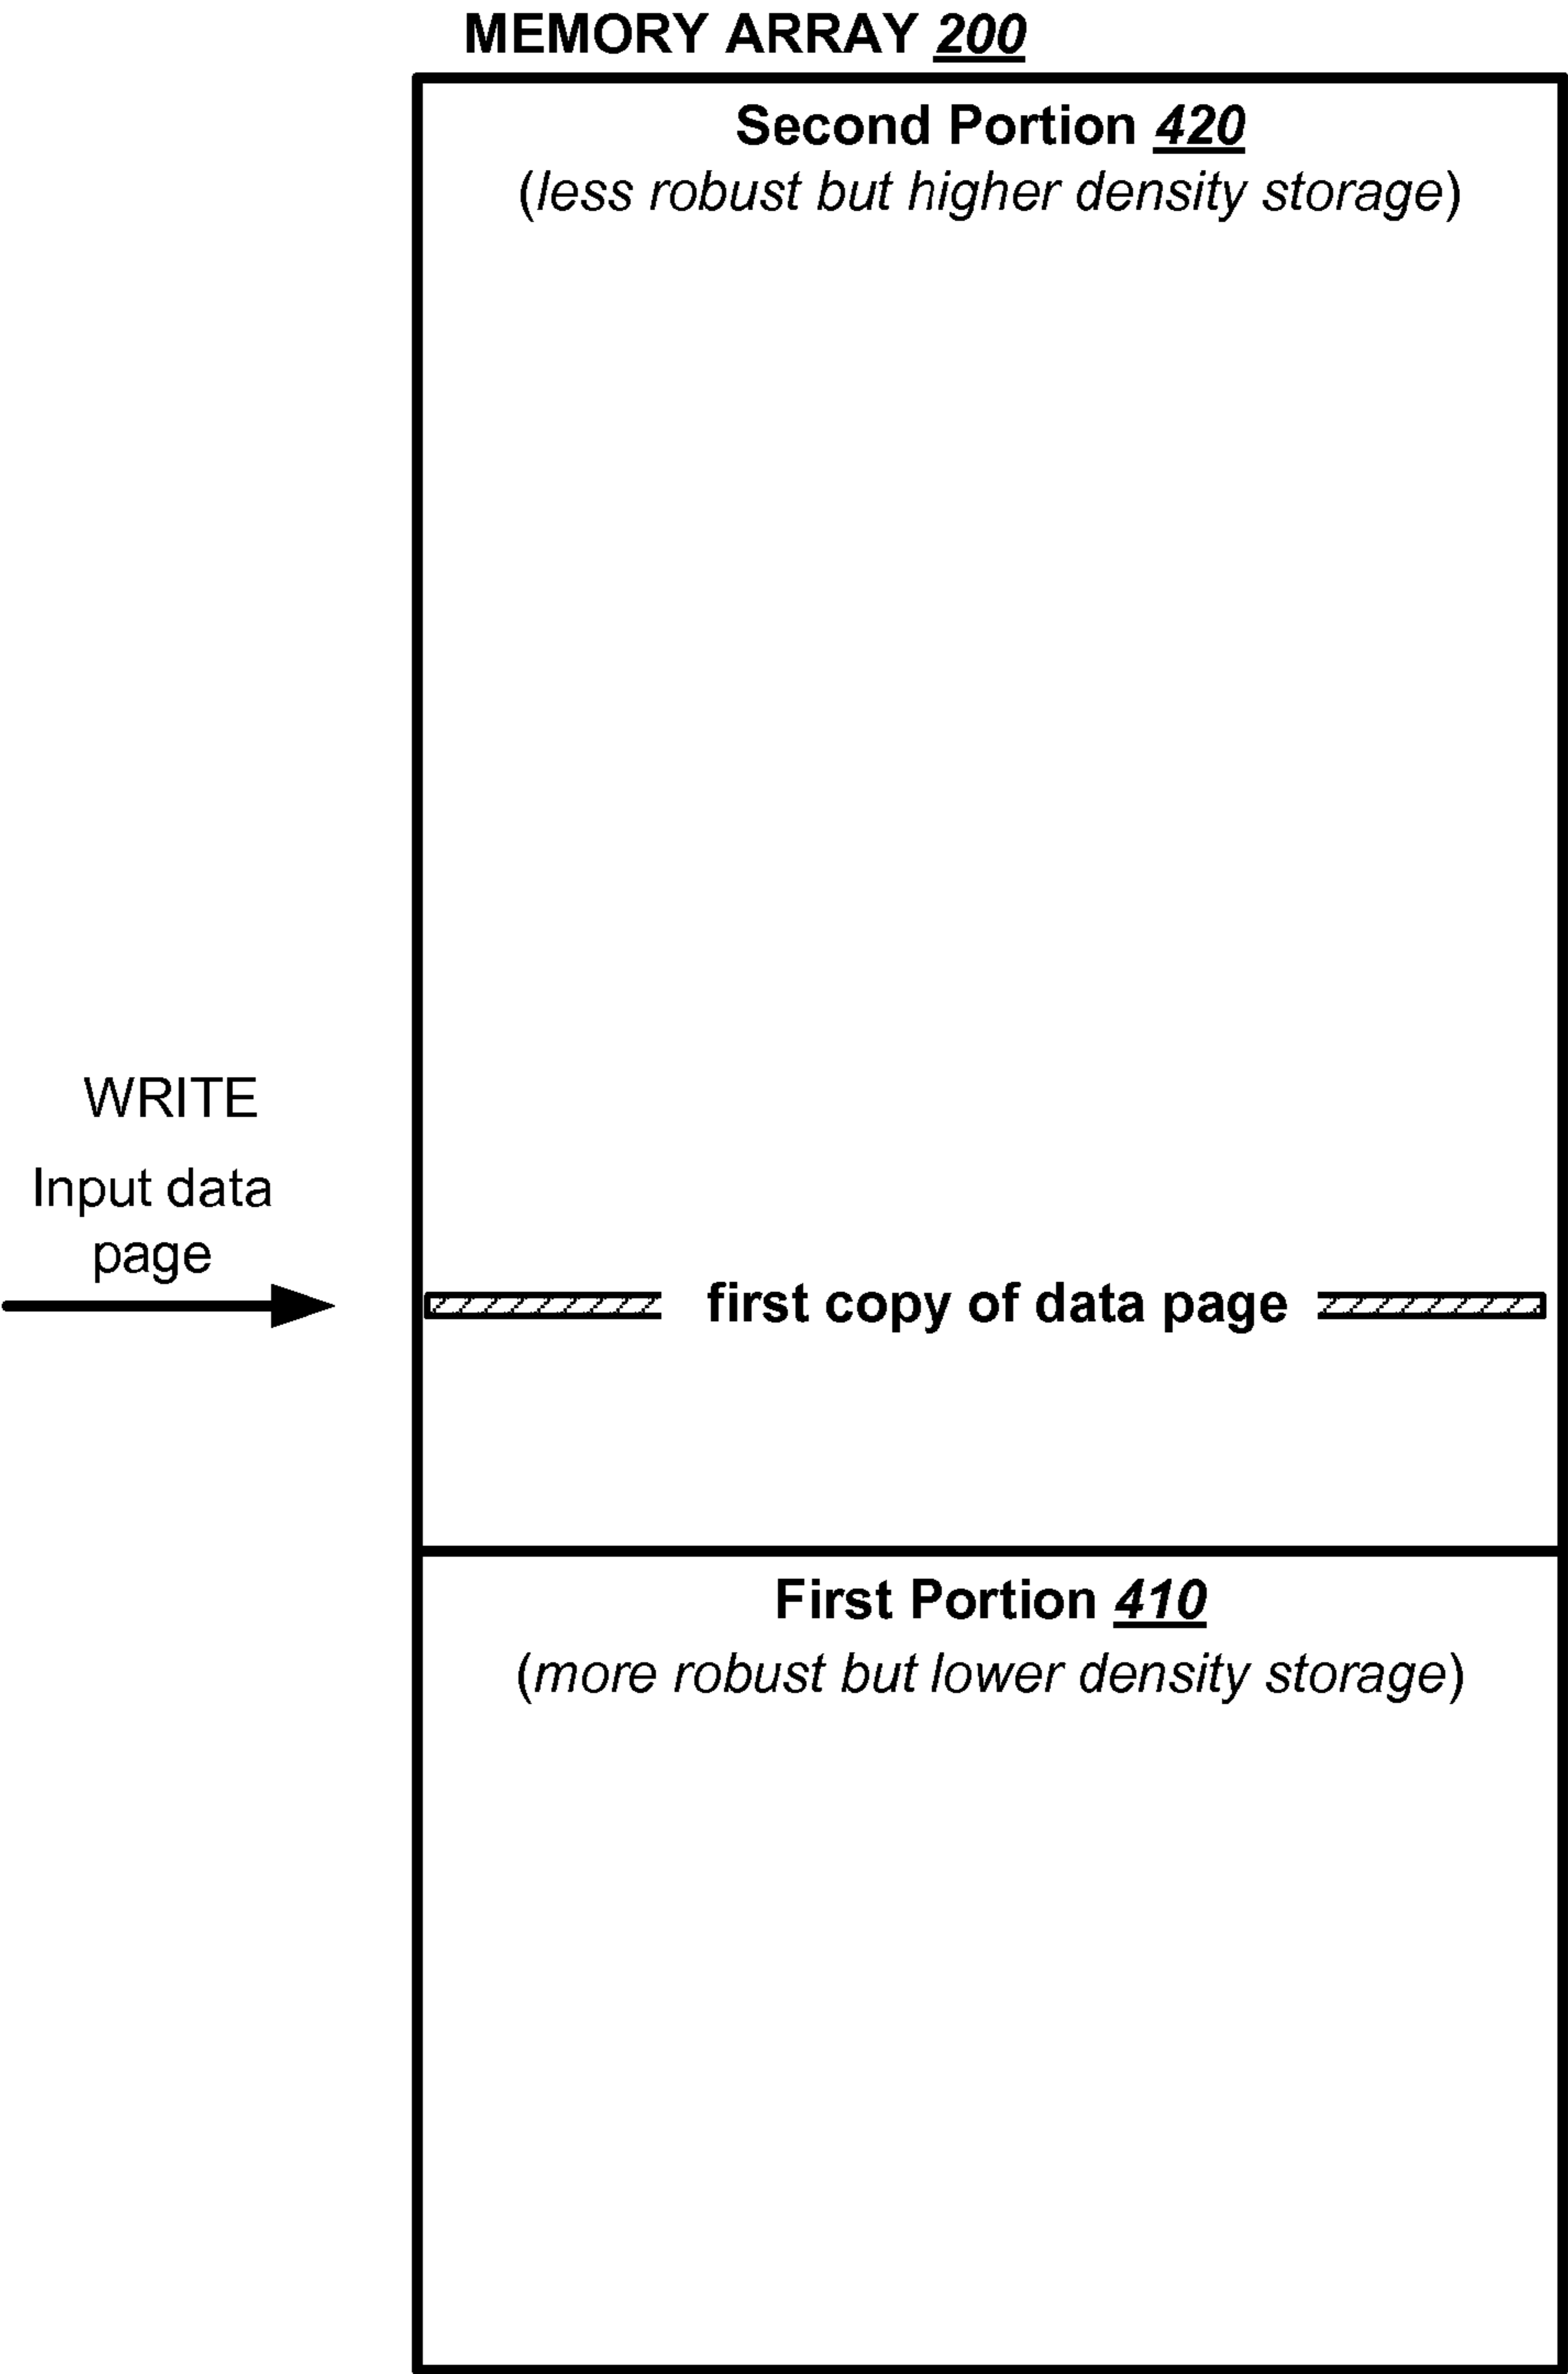 MEMORY ARRAY 200
Second Portion 420
(less robust but higher density storage)
WRITE
Input data
page
first copy of data page
First Portion 410
(more robust but lower density storage)